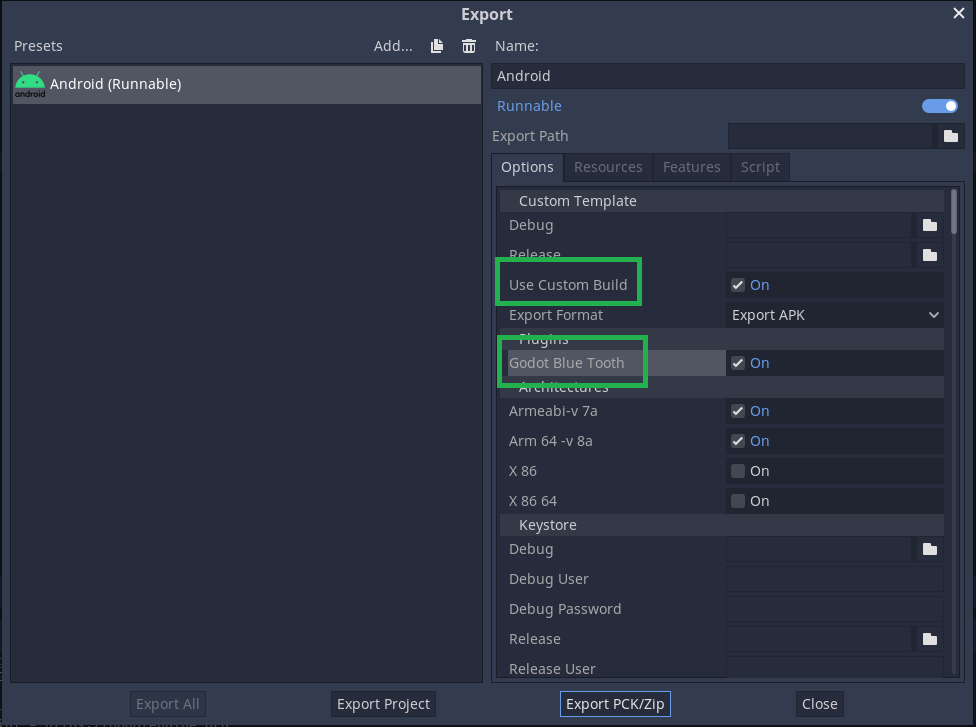 Export
Presets
Add...
Name:
android
Android (Runnable)
Android
Runnable
Export Path
Options Resources Features Script
Custom Template
Debug
Release
Use Custom Build On
Export Format Export APK
Plugins
Godot Blue Tooth On
Architectures
Armeabi-v 7a On
Arm 64 -v 8a On
X 86 On
X 86 64 On
Keystore
Debug
Debug User
Debug Password
Release
Release User
Export All Export Project Export PCK/Zip Close